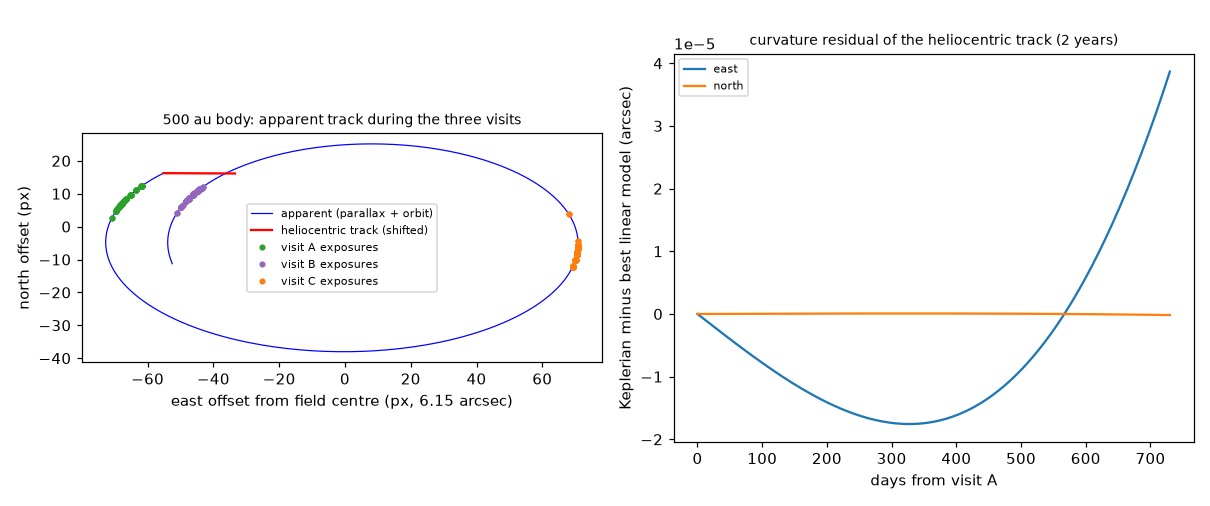 500 au body: apparent track during the three visits
north offset (px)
20
10
0
−10
−20
−30
−40
apparent (parallax + orbit)
heliocentric track (shifted)
visit A exposures
visit B exposures
visit C exposures
−60
−40
−20
0
20
40
60
east offset from field centre (px, 6.15 arcsec)
curvature residual of the heliocentric track (2 years)
1e−5
Keplerian minus best linear model (arcsec)
4
3
2
1
0
−1
−2
east
north
0
100
200
300
400
500
600
700
days from visit A